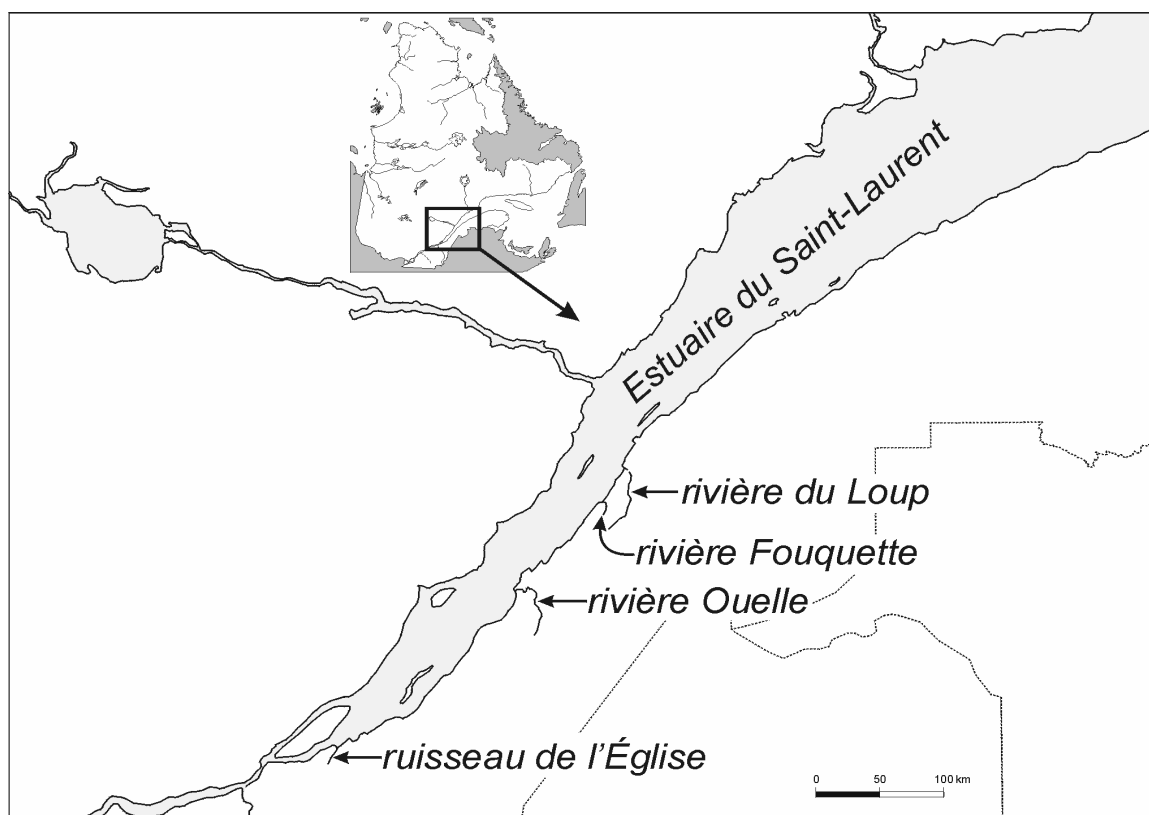 Estuaire du Saint-Laurent
rivière du Loup
rivière Fouquette
rivière Ouelle
ruisseau de l'Église
0 50 100 km